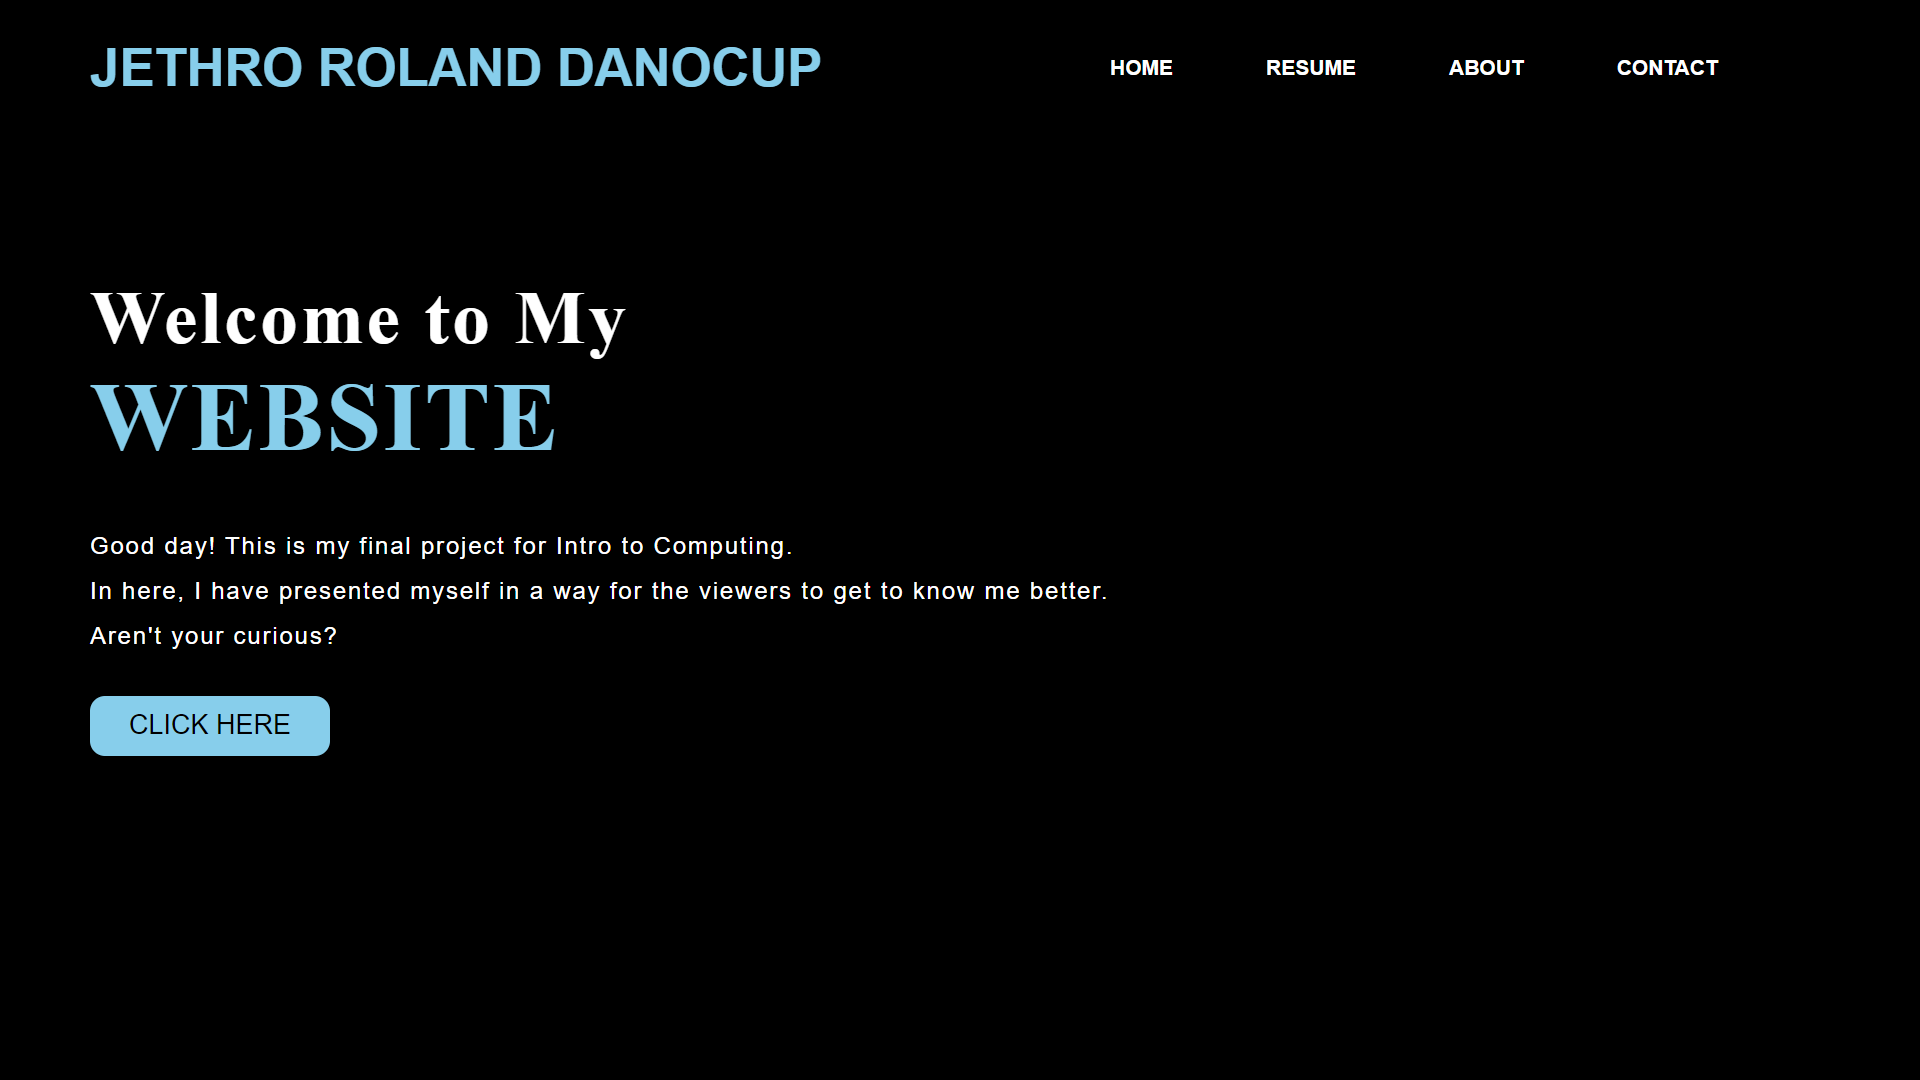 JETHRO ROLAND DANOCUP
HOME
RESUME
ABOUT
CONTACT
Welcome to My
WEBSITE
Good day! This is my final project for Intro to Computing.
In here, I have presented myself in a way for the viewers to get to know me better.
Aren't your curious?
CLICK HERE